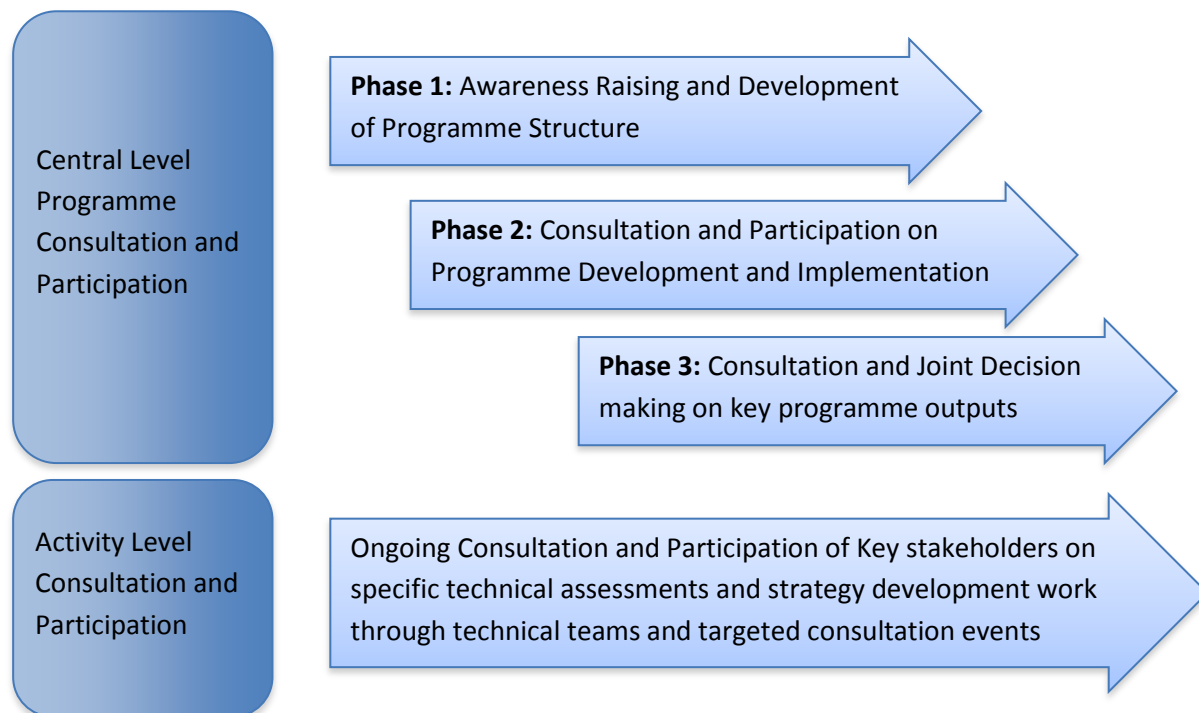 Central Level
Programme
Consultation and
Participation
Phase 1: Awareness Raising and Development
of Programme Structure
Phase 2: Consultation and Participation on
Programme Development and Implementation
Phase 3: Consultation and Joint Decision
making on key programme outputs
Activity Level
Consultation and
Participation
Ongoing Consultation and Participation of Key stakeholders on
specific technical assessments and strategy development work
through technical teams and targeted consultation events